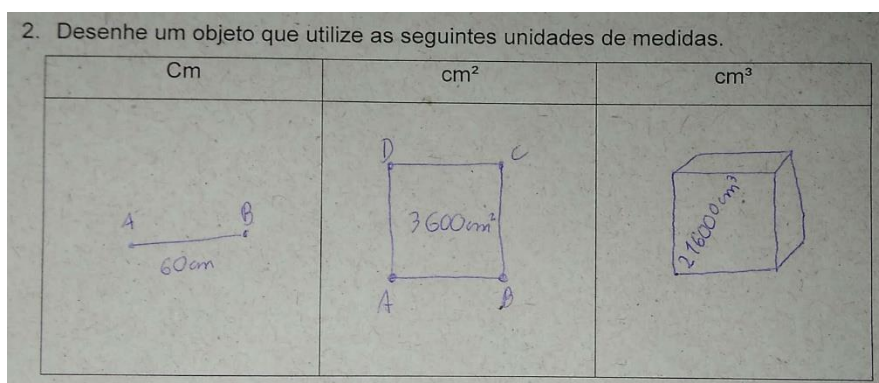 2. Desenhe um objeto que utilize as seguintes unidades de medidas.
Cm
cm²
cm³
A
B
60cm
D
C
3600cm²
A
B
216000cm³